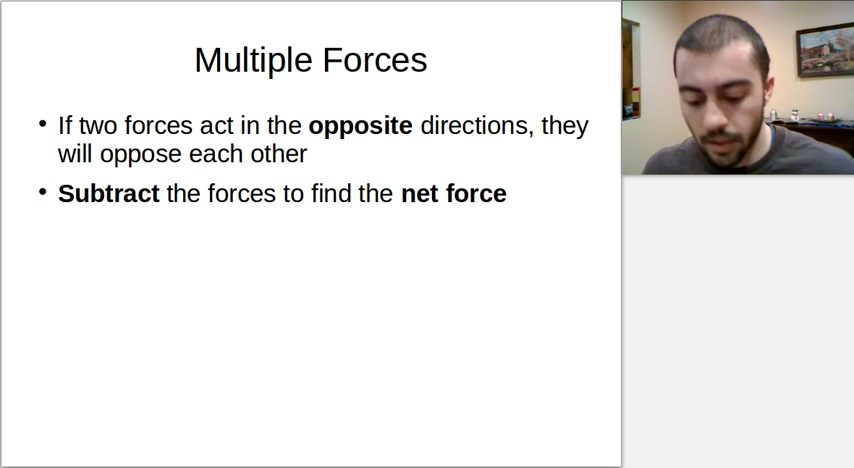 Multiple Forces
• If two forces act in the opposite directions, they
will oppose each other
• Subtract the forces to find the net force